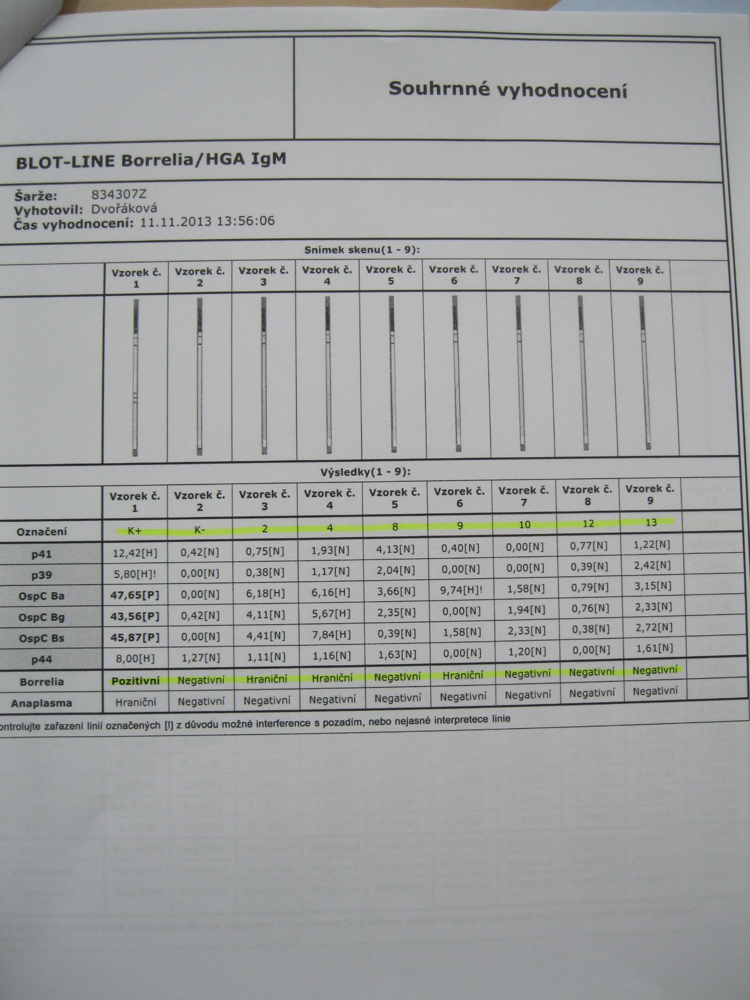 Souhrnné vyhodnocení
BLOT-LINE Borrelia/HGA IgM
Šarže: 834307Z
Vyhotovil: Dvořáková
Čas vyhodnocení: 11.11.2013 13:56:06
Snímek skenu(1 - 9):
Vzorek č. 1 Vzorek č. 2 Vzorek č. 3 Vzorek č. 4 Vzorek č. 5 Vzorek č. 6 Vzorek č. 7 Vzorek č. 8 Vzorek č. 9
Výsledky(1 - 9):
Vzorek č. 1 Vzorek č. 2 Vzorek č. 3 Vzorek č. 4 Vzorek č. 5 Vzorek č. 6 Vzorek č. 7 Vzorek č. 8 Vzorek č. 9
Označení K+ K- 2 4 8 9 10 12 13
p41 12,42[H] 0,42[N] 0,75[N] 1,93[N] 4,13[N] 0,40[N] 0,00[N] 0,77[N] 1,22[N]
p39 5,80[H]! 0,00[N] 0,38[N] 1,17[N] 2,04[N] 0,00[N] 0,00[N] 0,39[N] 2,42[N]
OspC Ba 47,65[P] 0,00[N] 6,18[H] 6,16[H] 3,66[N] 9,74[H]! 1,58[N] 0,79[N] 3,15[N]
OspC Bg 43,56[P] 0,42[N] 4,11[N] 5,67[H] 2,35[N] 0,00[N] 1,94[N] 0,76[N] 2,33[N]
OspC Bs 45,87[P] 0,00[N] 4,41[N] 7,84[H] 0,39[N] 1,58[N] 2,33[N] 0,38[N] 2,72[N]
p44 8,00[H] 1,27[N] 1,11[N] 1,16[N] 1,63[N] 0,00[N] 1,20[N] 0,00[N] 1,61[N]
Borrelia Pozitivní Negativní Hraniční Hraniční Negativní Hraniční Negativní Negativní Negativní
Anaplasma Hraniční Negativní Negativní Negativní Negativní Negativní Negativní Negativní Negativní
ontrolujte zařazení linií označených [!] z důvodu možné interference s pozadím, nebo nejasné interpretece linie